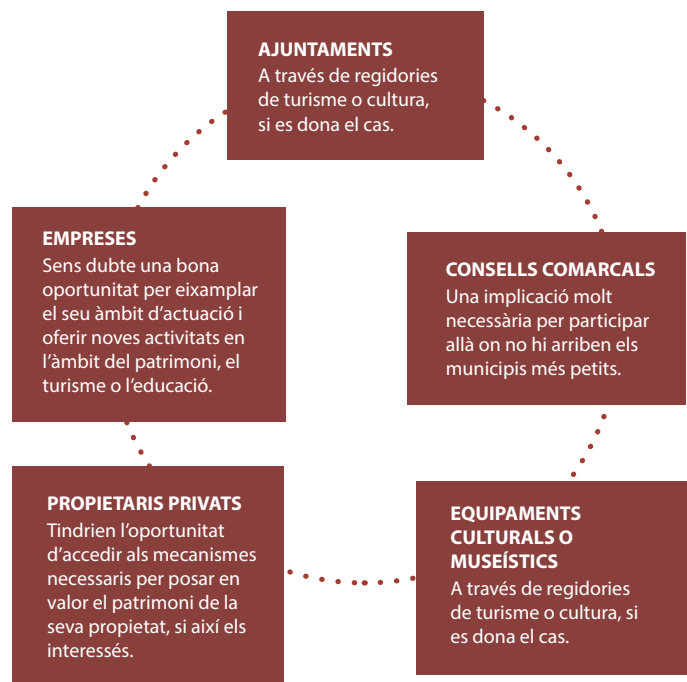 AJUNTAMENTS
A través de regidories
de turisme o cultura,
si es dona el cas.
EMPRESES
Sens dubte una bona
oportunitat per eixamplar
el seu àmbit d’actuació i
oferir noves activitats en
l’àmbit del patrimoni, el
turisme o l’educació.
CONSELLS COMARCALS
Una implicació molt
necessària per participar
allà on no hi arriben els
municipis més petits.
PROPIETARIS PRIVATS
Tindrien l’oportunitat
d’accedir als mecanismes
necessaris per posar en
valor el patrimoni de la
seva propietat, si així els
interessés.
EQUIPAMENTS
CULTURALS O
MUSEÍSTICS
A través de regidories
de turisme o cultura, si
es dona el cas.